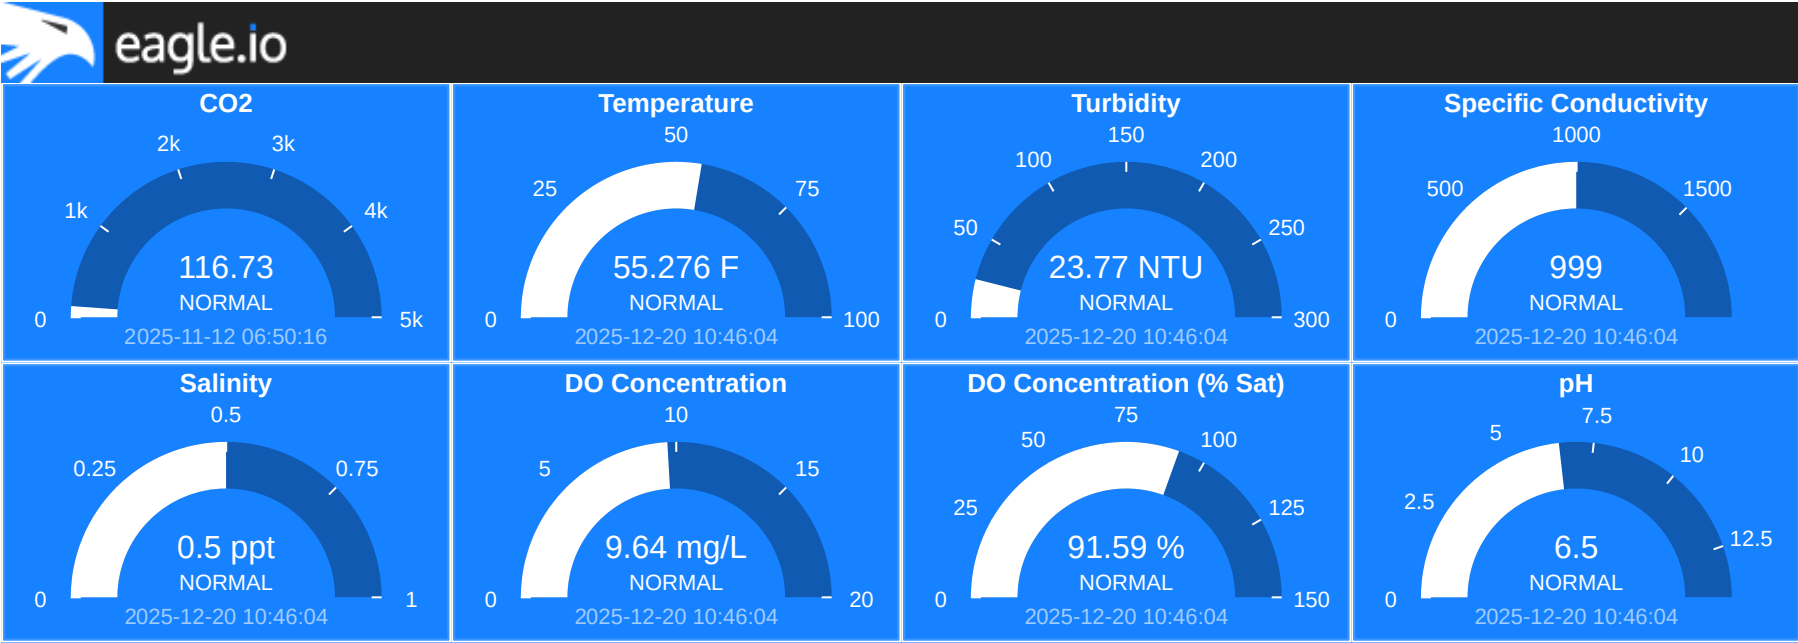 eagle.io
CO2
2k
3k
1k
4k
116.73
NORMAL
0
5k
2025-11-12 06:50:16
Temperature
50
25
75
55.276 F
NORMAL
0
100
2025-12-20 10:46:04
Turbidity
150
100
200
50
250
23.77 NTU
NORMAL
0
300
2025-12-20 10:46:04
Specific Conductivity
1000
500
1500
999
NORMAL
0
2025-12-20 10:46:04
Salinity
0.5
0.25
0.75
0.5 ppt
NORMAL
0
1
2025-12-20 10:46:04
DO Concentration
10
5
15
9.64 mg/L
NORMAL
0
20
2025-12-20 10:46:04
DO Concentration (% Sat)
75
50
100
25
125
91.59 %
NORMAL
0
150
2025-12-20 10:46:04
pH
7.5
5
10
2.5
12.5
6.5
NORMAL
0
2025-12-20 10:46:04